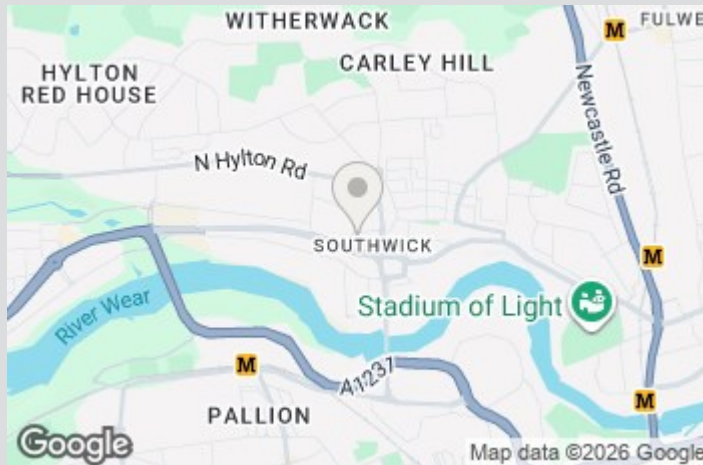 WITHERWACK
FULWE
M
CARLEY HILL
HYLTON
RED HOUSE
Newcastle Rd
N Hylton Rd
SOUTHWICK
M
River Wear
Stadium of Light
M
A1237
M
PALLION
Google
Map data ©2026 Google